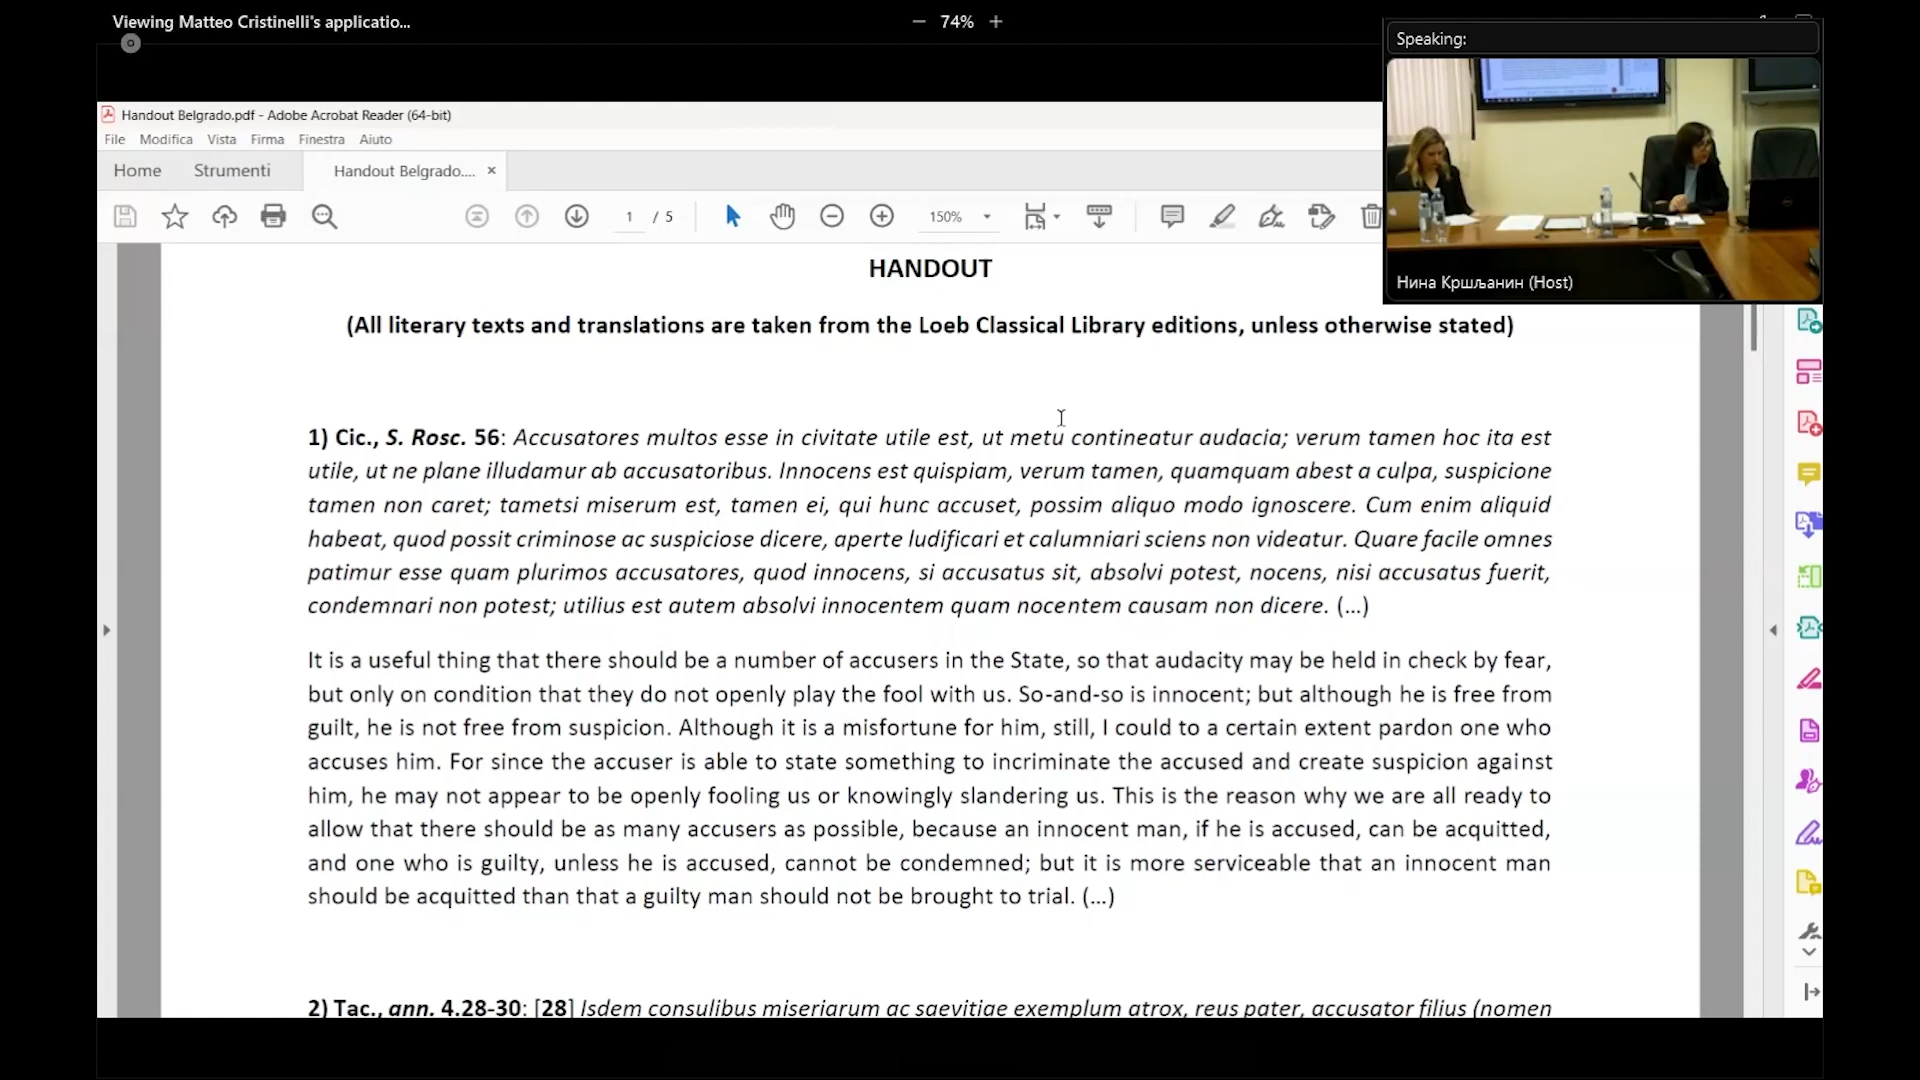 Viewing Matteo Cristinelli's applicatio...
74%
Speaking:
Handout Belgrado.pdf - Adobe Acrobat Reader (64-bit)
File Modifica Vista Firma Finestra Aiuto
Home Strumenti Handout Belgrado....
1 / 5 150%
Нина Кршљанин (Host)
HANDOUT
(All literary texts and translations are taken from the Loeb Classical Library editions, unless otherwise stated)
1) Cic., S. Rosc. 56: Accusatores multos esse in civitate utile est, ut metu contineatur audacia; verum tamen hoc ita est
utile, ut ne plane illudamur ab accusatoribus. Innocens est quispiam, verum tamen, quamquam abest a culpa, suspicione
tamen non caret; tametsi miserum est, tamen ei, qui hunc accuset, possim aliquo modo ignoscere. Cum enim aliquid
habeat, quod possit criminose ac suspiciose dicere, aperte ludificari et calumniari sciens non videatur. Quare facile omnes
patimur esse quam plurimos accusatores, quod innocens, si accusatus sit, absolvi potest, nocens, nisi accusatus fuerit,
condemnari non potest; utilius est autem absolvi innocentem quam nocentem causam non dicere. (...)
It is a useful thing that there should be a number of accusers in the State, so that audacity may be held in check by fear,
but only on condition that they do not openly play the fool with us. So-and-so is innocent; but although he is free from
guilt, he is not free from suspicion. Although it is a misfortune for him, still, I could to a certain extent pardon one who
accuses him. For since the accuser is able to state something to incriminate the accused and create suspicion against
him, he may not appear to be openly fooling us or knowingly slandering us. This is the reason why we are all ready to
allow that there should be as many accusers as possible, because an innocent man, if he is accused, can be acquitted,
and one who is guilty, unless he is accused, cannot be condemned; but it is more serviceable that an innocent man
should be acquitted than that a guilty man should not be brought to trial. (...)
2) Tac., ann. 4.28-30: [28] Isdem consulibus miseriarum ac saevitiae exemplum atrox, reus pater, accusator filius (nomen